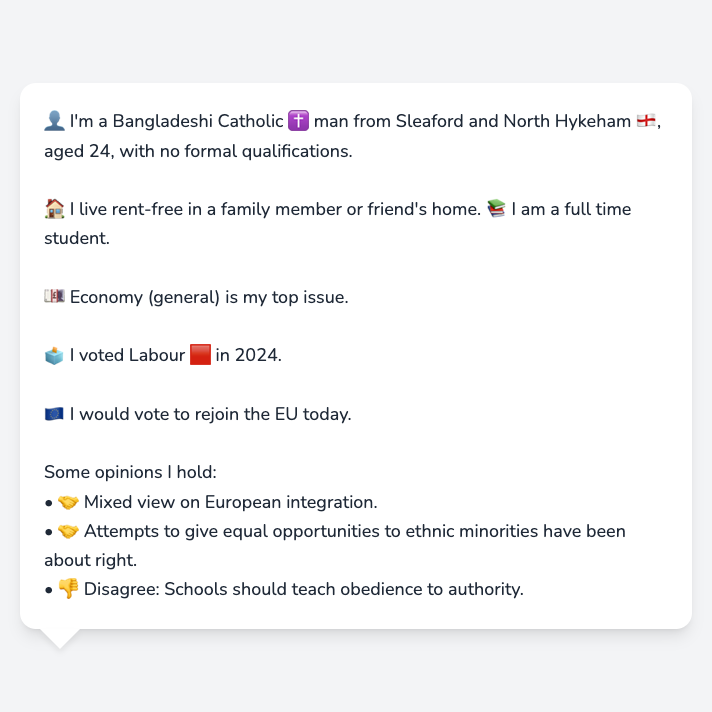 👤 I'm a Bangladeshi Catholic ✝️ man from Sleaford and North Hykeham 🏴󠁧󠁢󠁥󠁮󠁧󠁿,
aged 24, with no formal qualifications.
🏠 I live rent-free in a family member or friend's home. 📚 I am a full time
student.
💷 Economy (general) is my top issue.
🗳️ I voted Labour 🟥 in 2024.
🇪🇺 I would vote to rejoin the EU today.
Some opinions I hold:
• 🤝 Mixed view on European integration.
• 🤝 Attempts to give equal opportunities to ethnic minorities have been
about right.
• 👎 Disagree: Schools should teach obedience to authority.